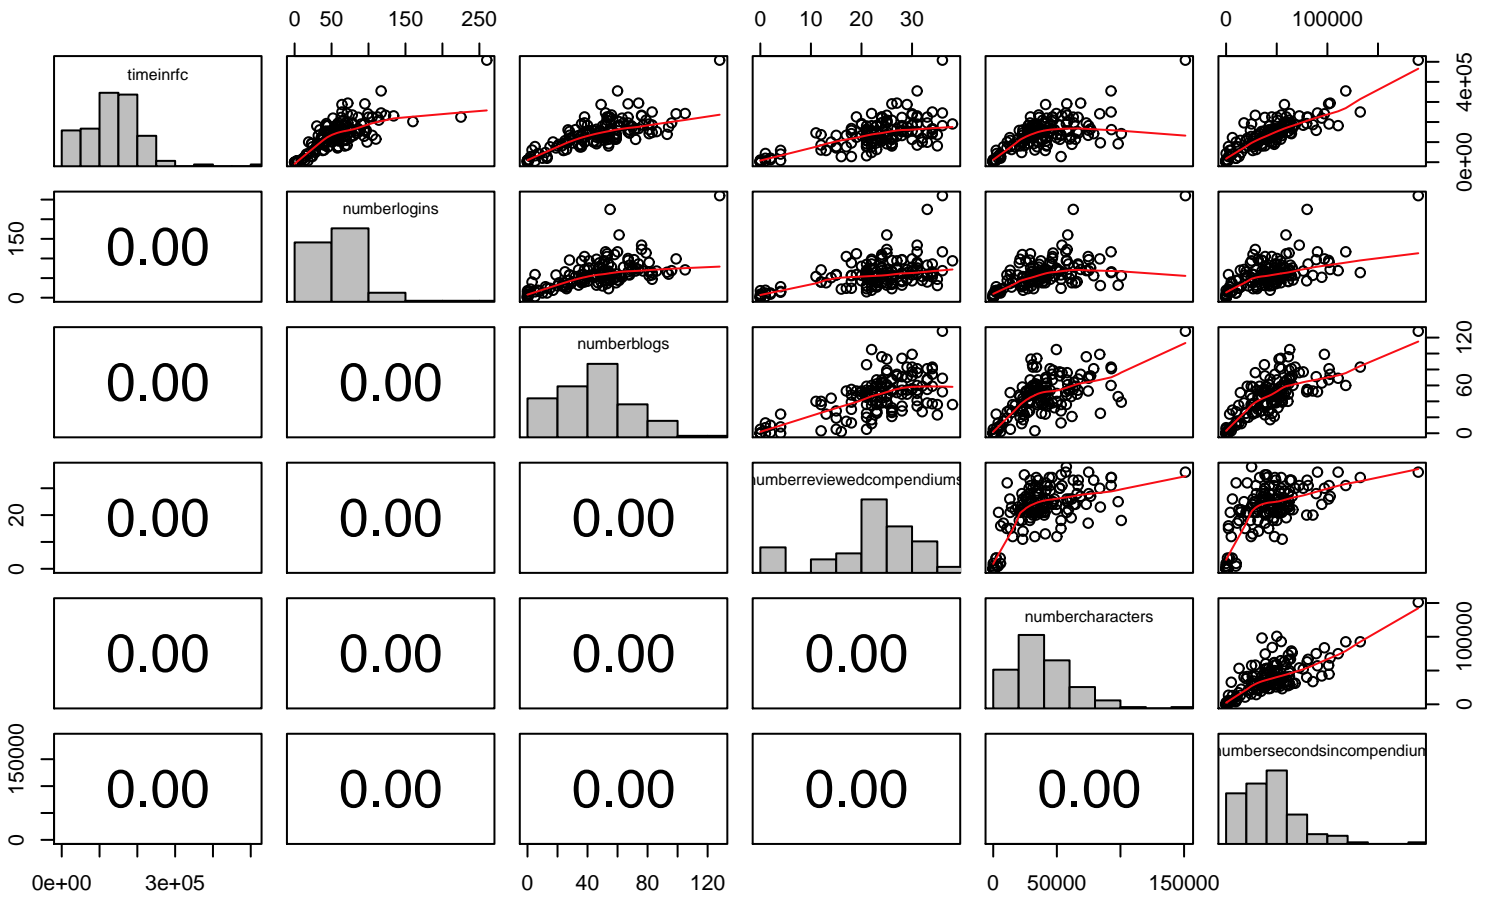 0 50 150 250 0 10 20 30 0 100000
timeinrfc
0e+00 4e+05
numberlogins
0 150
0.00
numberblogs
0.00 0.00
0 60 120
numberreviewedcompendiums
0 20
0.00 0.00 0.00
numbercharacters
0.00 0.00 0.00 0.00
0 100000
numbersecondsincompendium
0 150000
0.00 0.00 0.00 0.00 0.00
0e+00 3e+05 0 40 80 120 0 50000 150000